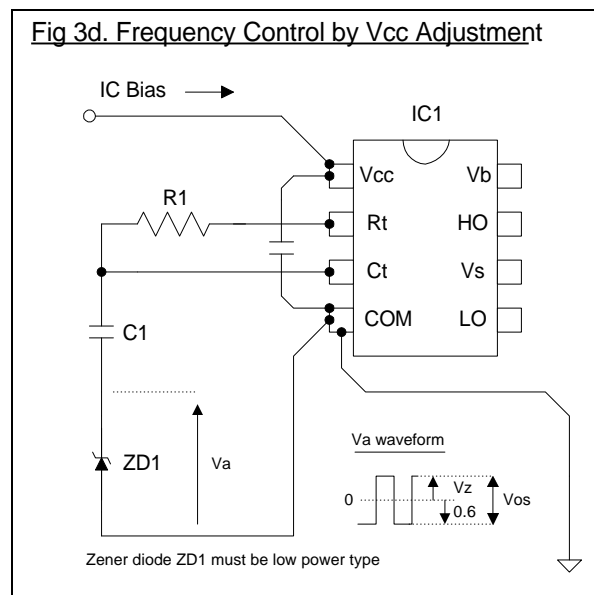 Fig 3d. Frequency Control by Vcc Adjustment
IC Bias
IC1
Vcc
Vb
R1
Rt
HO
Ct
Vs
C1
COM
LO
ZD1
Va
Va waveform
0
Vz
0.6
Vos
Zener diode ZD1 must be low power type